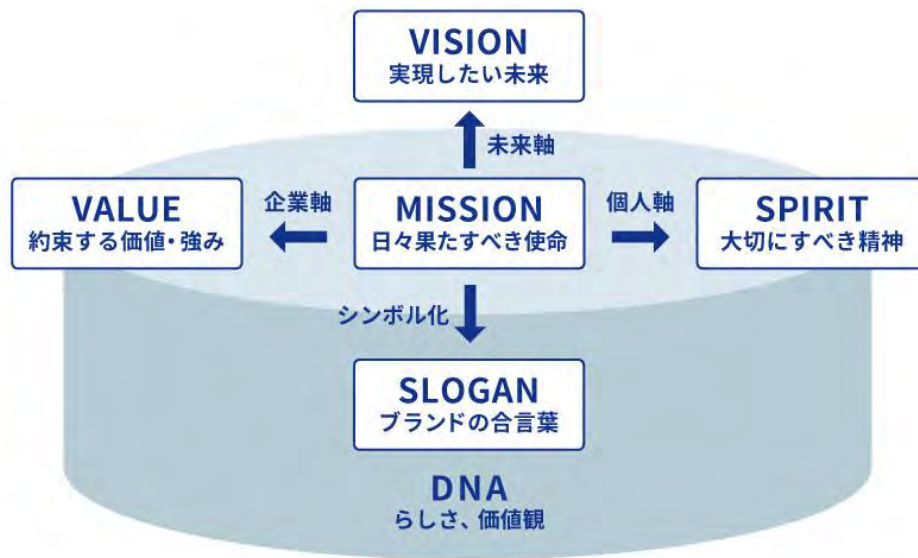 VISION
実現したい未来
未来軸
VALUE
約束する価値・強み
企業軸
MISSION
日々果たすべき使命
個人軸
SPIRIT
大切にすべき精神
シンボル化
SLOGAN
ブランドの合言葉
DNA
らしさ、価値観